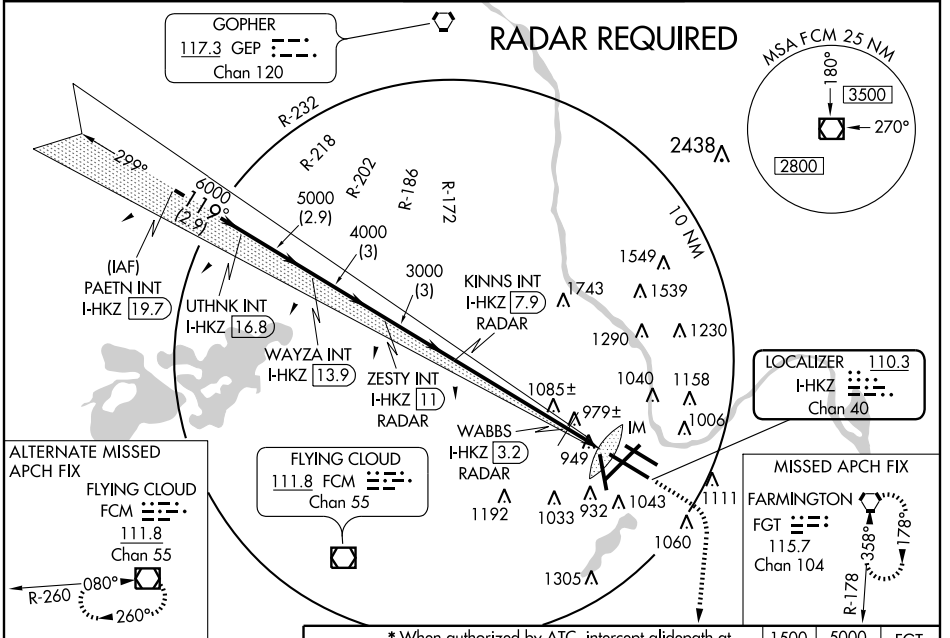 GOPHER
117.3 GEP
Chan 120
RADAR REQUIRED
MSA FCM 25 NM
180°
3500
270°
2800
2438
R-232
R-218
R-202
R-186
R-172
10 NM
299°
119°
6000
(2.9)
5000
(2.9)
4000
(3)
3000
(3)
(IAF)
PAETN INT
I-HKZ 19.7
UTHNK INT
I-HKZ 16.8
WAYZA INT
I-HKZ 13.9
ZESTY INT
I-HKZ 11
RADAR
KINNS INT
I-HKZ 7.9
RADAR
1743
1549
1539
1290
1230
1040
1158
1006
1085±
979±
IM
949
WABBS
I-HKZ 3.2
RADAR
LOCALIZER 110.3
I-HKZ
Chan 40
1192
1033
932
1043
1111
1060
1305
ALTERNATE MISSED
APCH FIX
FLYING CLOUD
FCM
111.8
Chan 55
R-260
080°
260°
FLYING CLOUD
111.8 FCM
Chan 55
MISSED APCH FIX
FARMINGTON
FGT
115.7
Chan 104
358°
178°
R-178
* When authorized by ATC, intercept glidepath at
1500
5000
FGT